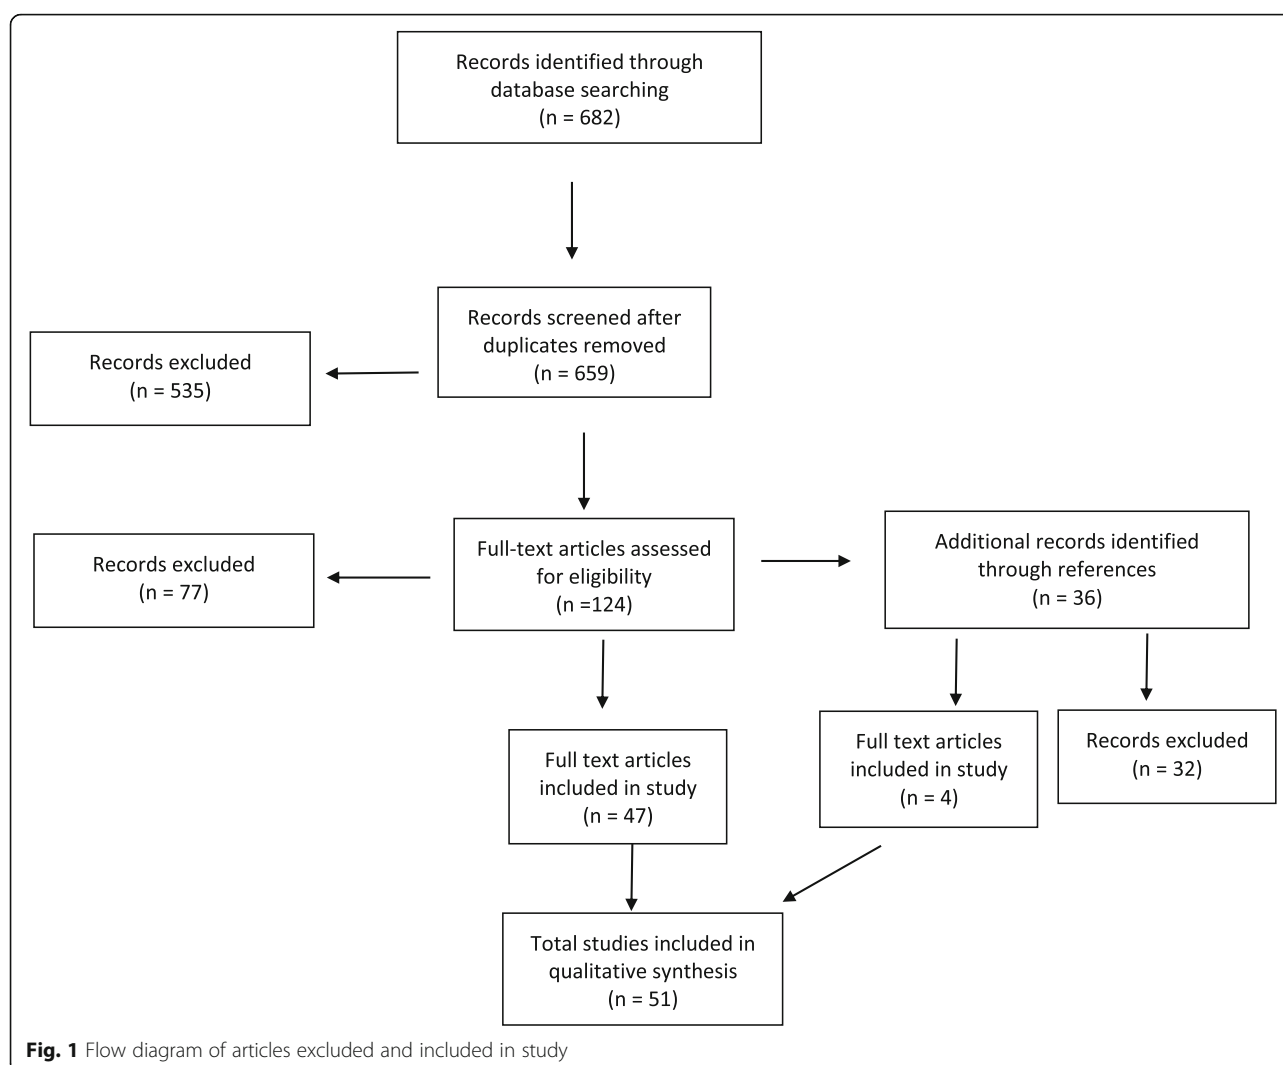 Records identified through
database searching
(n = 682)
Records screened after
duplicates removed
(n = 659)
Records excluded
(n = 535)
Full-text articles assessed
for eligibility
(n =124)
Records excluded
(n = 77)
Additional records identified
through references
(n = 36)
Full text articles
included in study
(n = 47)
Full text articles
included in study
(n = 4)
Records excluded
(n = 32)
Total studies included in
qualitative synthesis
(n = 51)
Fig. 1 Flow diagram of articles excluded and included in study